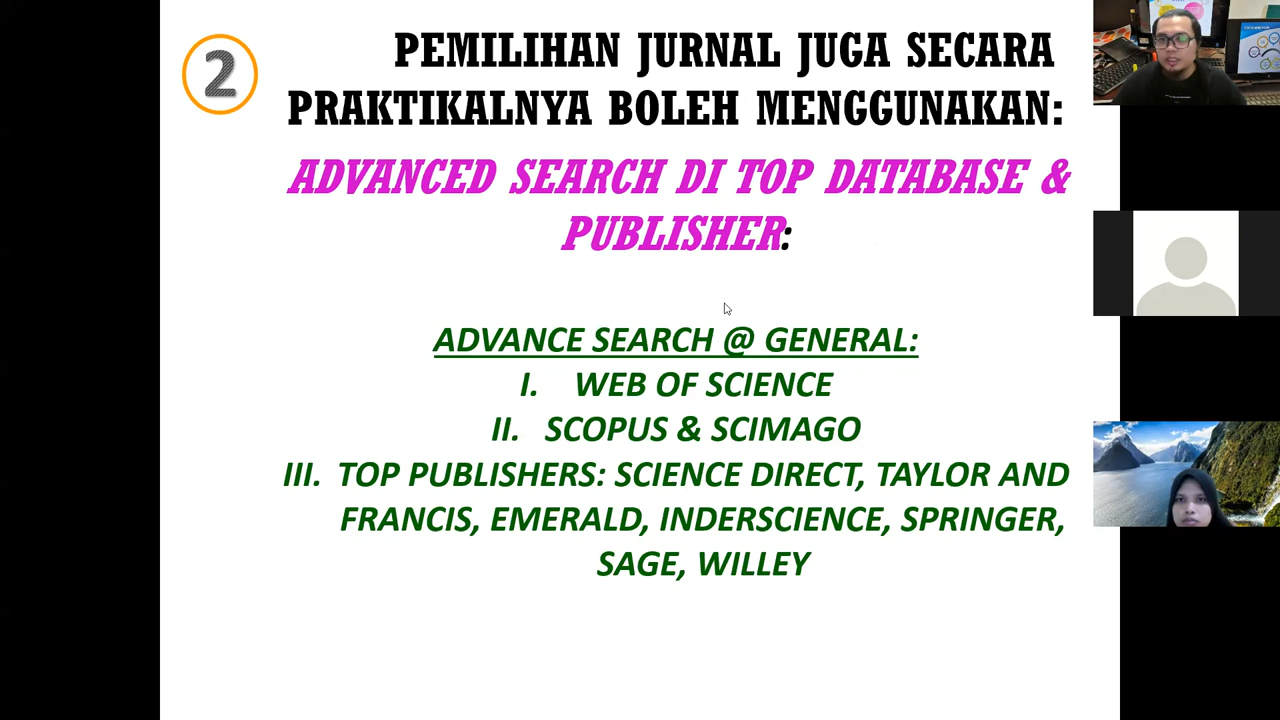 2
PEMILIHAN JURNAL JUGA SECARA
PRAKTIKALNYA BOLEH MENGGUNAKAN:
ADVANCED SEARCH DI TOP DATABASE &
PUBLISHER:
ADVANCE SEARCH @ GENERAL:
I. WEB OF SCIENCE
II. SCOPUS & SCIMAGO
III. TOP PUBLISHERS: SCIENCE DIRECT, TAYLOR AND
FRANCIS, EMERALD, INDERSCIENCE, SPRINGER,
SAGE, WILLEY